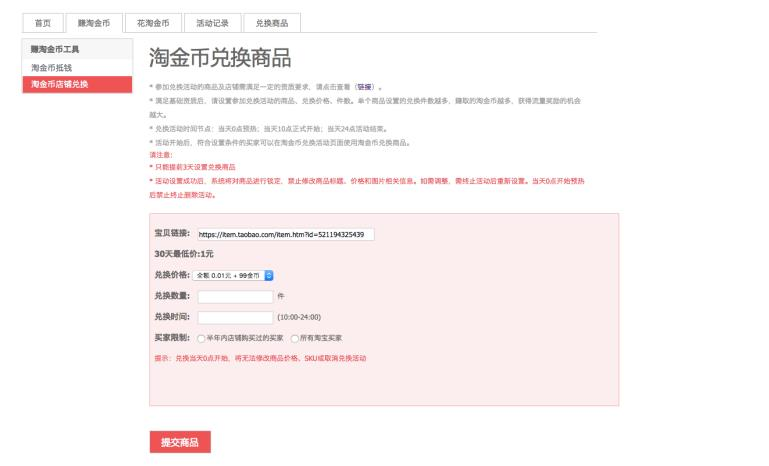 首页
赚淘金币
花淘金币
活动记录
兑换商品
赚淘金币工具
淘金币抵钱
淘金币店铺兑换
淘金币兑换商品
* 参加兑换活动的商品及店铺需满足一定的资质要求，请点击查看（链接）。
* 满足基础资质后，请设置参加兑换活动的商品、兑换价格、件数。单个商品设置的兑换件数越多，赚取的淘金币越多，获得流量奖励的机会
越大。
* 兑换活动时间节点：当天0点预热；当天10点正式开始；当天24点活动结束。
* 活动开始后，符合设置条件的买家可以在淘金币兑换活动页面使用淘金币兑换商品。
请注意：
* 只能提前3天设置兑换商品
* 活动设置成功后，系统将对商品进行锁定，禁止修改商品标题、价格和图片相关信息。如需调整，需终止活动后重新设置。当天0点开始预热
后禁止终止删除活动。
宝贝链接: https://item.taobao.com/item.htm?id=521194325439
30天最低价:1元
兑换价格: 全额 0.01元 + 99金币
兑换数量: 件
兑换时间: (10:00-24:00)
买家限制: 半年内店铺购买过的买家 所有淘宝买家
提示：兑换当天0点开始，将无法修改商品价格、SKU或取消兑换活动
提交商品